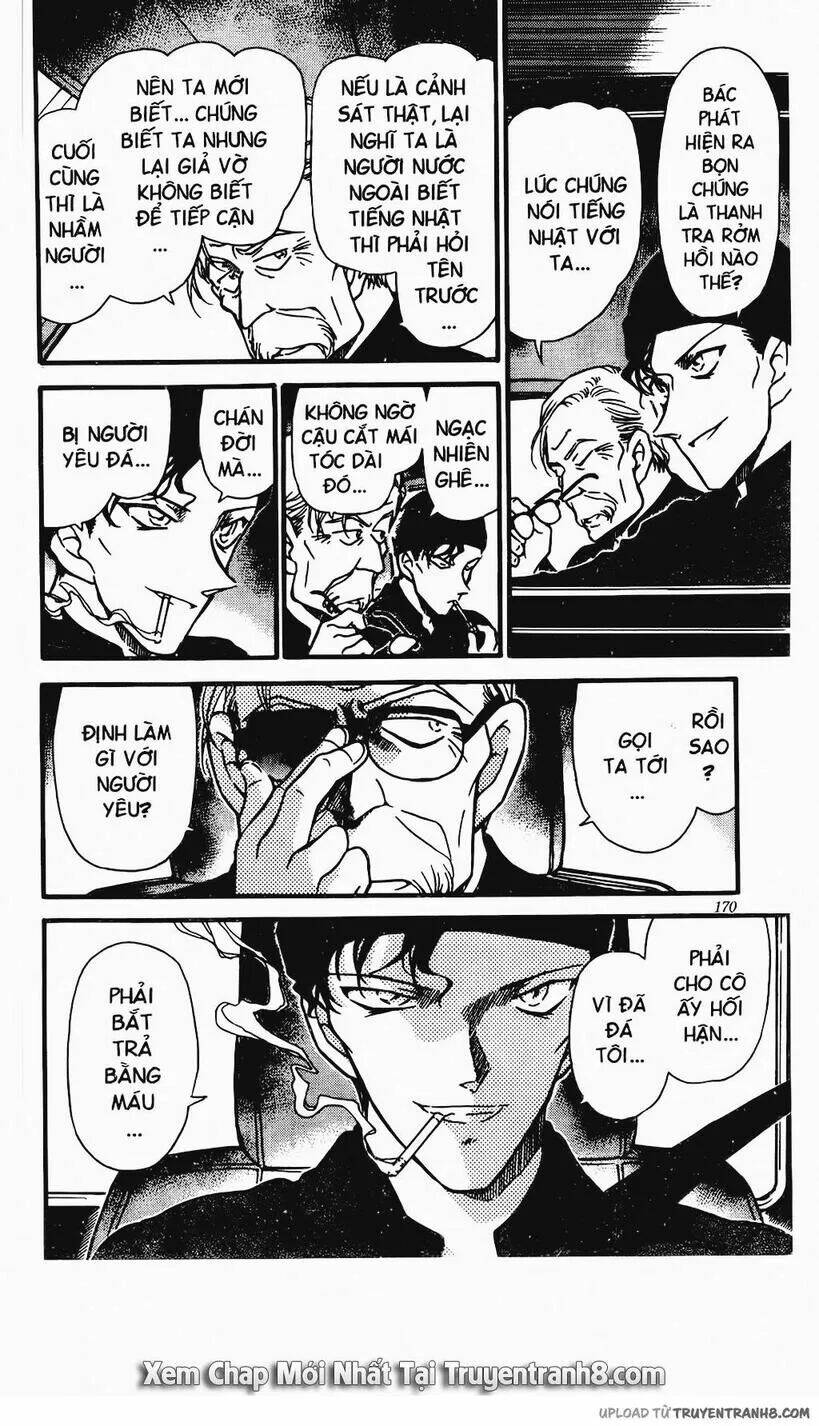 BÁC
PHÁT
HIỆN RA
BỌN
CHÚNG
LÀ THANH
TRA RỞM
HỒI NÀO
THẾ?
LÚC CHÚNG
NÓI TIẾNG
NHẬT VỚI
TA...
NẾU LÀ CẢNH
SÁT THẬT, LẠI
NGHĨ TA LÀ
NGƯỜI NƯỚC
NGOÀI BIẾT
TIẾNG NHẬT
THÌ PHẢI HỎI
TÊN
TRƯỚC
...
NÊN TA MỚI
BIẾT... CHÚNG
BIẾT TA NHƯNG
LẠI GIẢ VỜ
KHÔNG BIẾT
ĐỂ TIẾP CẬN
...
CUỐI
CÙNG
THÌ LÀ
NHẦM
NGƯỜI
...
NGẠC
NHIÊN
GHÊ...
KHÔNG NGỜ
CẬU CẮT MÁI
TÓC DÀI
ĐÓ...
CHÁN
ĐỜI
MÀ...
BỊ NGƯỜI
YÊU ĐÁ...
RỒI
SAO
?
GỌI
TA TỚI
...
ĐỊNH LÀM
GÌ VỚI
NGƯỜI
YÊU?
170
PHẢI
CHO CÔ
ẤY HỐI
HẬN...
VÌ ĐÃ
ĐÁ
TÔI...
PHẢI
BẮT
TRẢ
BẰNG
MÁU
...
Xem Chap Mới Nhất Tại Truyentranh8.com
UPLOAD TỪ TRUYENTRANH8.COM